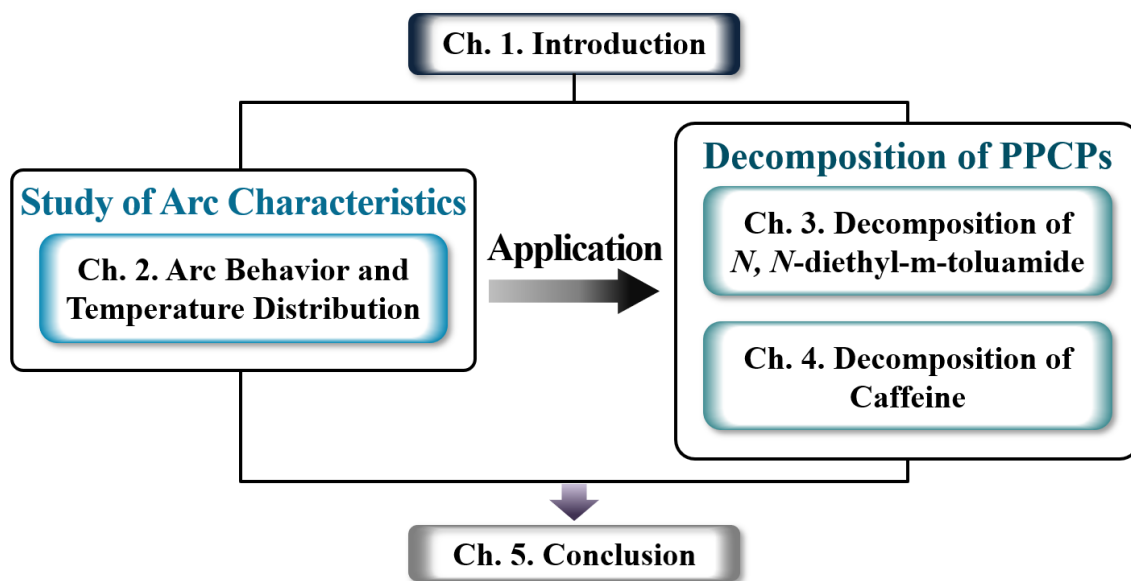 Ch. 1. Introduction
Study of Arc Characteristics
Ch. 2. Arc Behavior and
Temperature Distribution
Application
Decomposition of PPCPs
Ch. 3. Decomposition of
N, N-diethyl-m-toluamide
Ch. 4. Decomposition of
Caffeine
Ch. 5. Conclusion